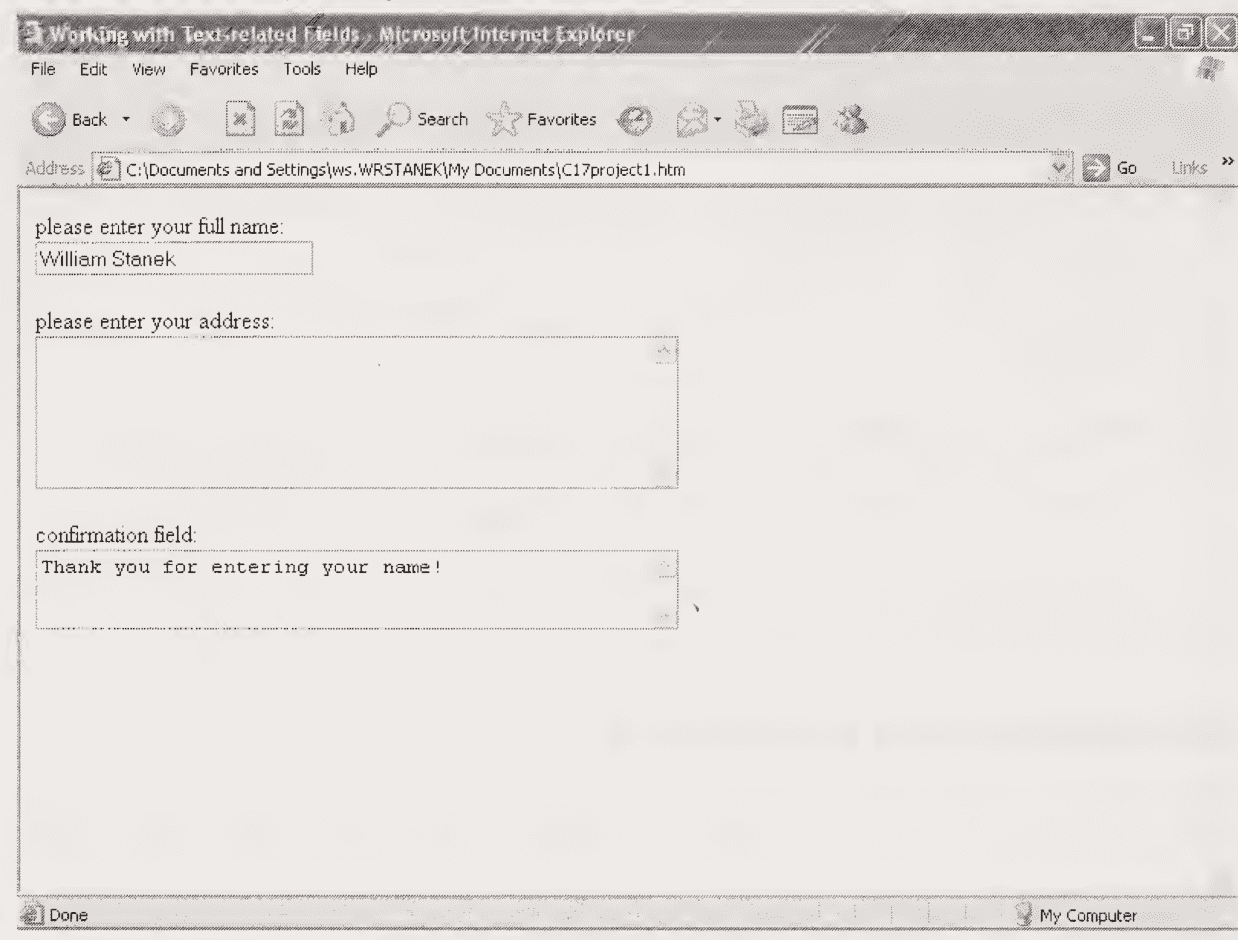 Working with Text-related Fields - Microsoft Internet Explorer
File Edit View Favorites Tools Help
Back Search Favorites
Address C:\Documents and Settings\ws.WRSTANEK\My Documents\C17project1.htm Go Links »
please enter your full name:
William Stanek
please enter your address:
confirmation field:
Thank you for entering your name!
Done My Computer